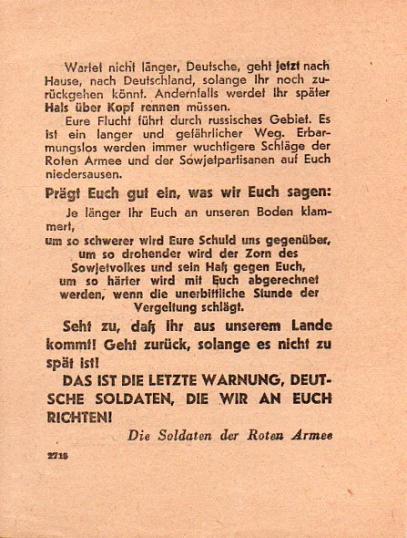 Wartet nicht länger, Deutsche, geht jetzt nach
Hause, nach Deutschland, solange Ihr noch zu-
rückgehen könnt. Andernfalls werdet Ihr später
Hals über Kopf rennen müssen.
Eure Flucht führt durch russisches Gebiet. Es
ist ein langer und gefährlicher Weg. Erbar-
mungslos werden immer wuchtigere Schläge der
Roten Armee und der Sowjetpartisanen auf Euch
niedersausen.
Prägt Euch gut ein, was wir Euch sagen:
Je länger Ihr Euch an unseren Boden klam-
mert,
um so schwerer wird Eure Schuld uns gegenüber,
um so drohender wird der Zorn des
Sowjetvolkes und sein Haß gegen Euch,
um so härter wird mit Euch abgerechnet
werden, wenn die unerbittliche Stunde der
Vergeltung schlägt.
Seht zu, daß Ihr aus unserem Lande
kommt! Geht zurück, solange es nicht zu
spät ist!
DAS IST DIE LETZTE WARNUNG, DEUT-
SCHE SOLDATEN, DIE WIR AN EUCH
RICHTEN!
Die Soldaten der Roten Armee
2715